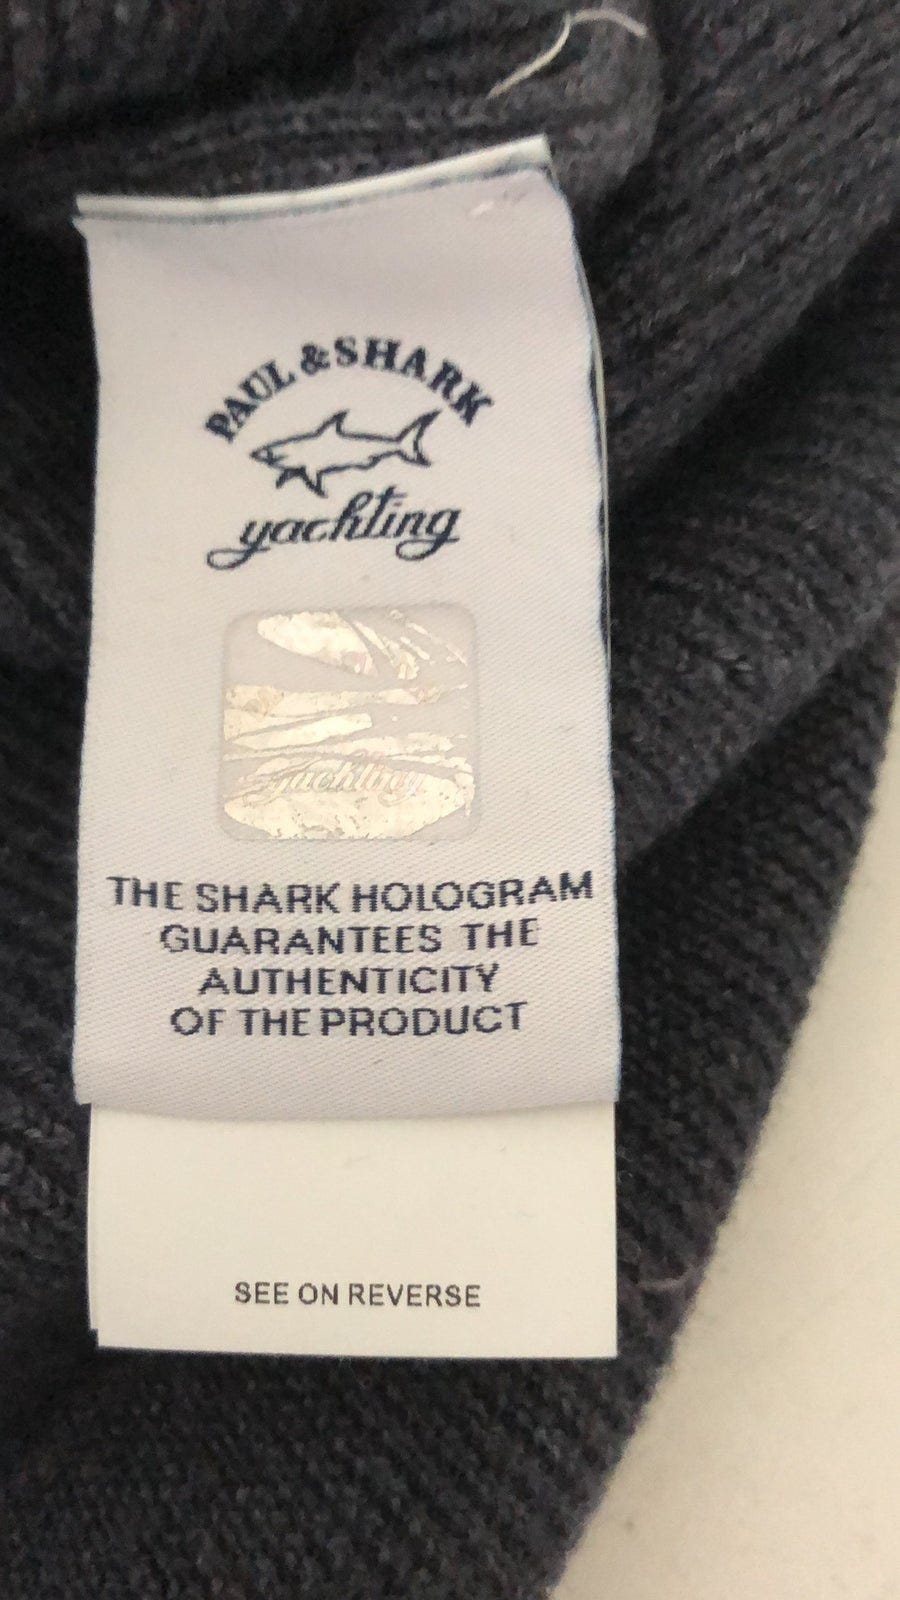 PAUL & SHARK
yachting
yachting
THE SHARK HOLOGRAM
GUARANTEES THE
AUTHENTICITY
OF THE PRODUCT
SEE ON REVERSE